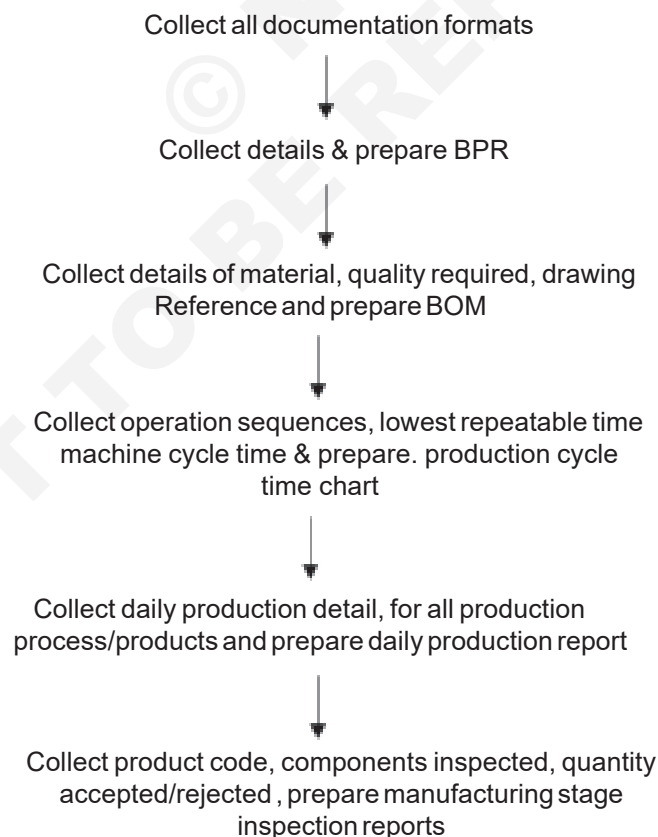 Collect all documentation formats
Collect details & prepare BPR
Collect details of material, quality required, drawing
Reference and prepare BOM
Collect operation sequences, lowest repeatable time
machine cycle time & prepare. production cycle
time chart
Collect daily production detail, for all production
process/products and prepare daily production report
Collect product code, components inspected, quantity
accepted/rejected , prepare manufacturing stage
inspection reports